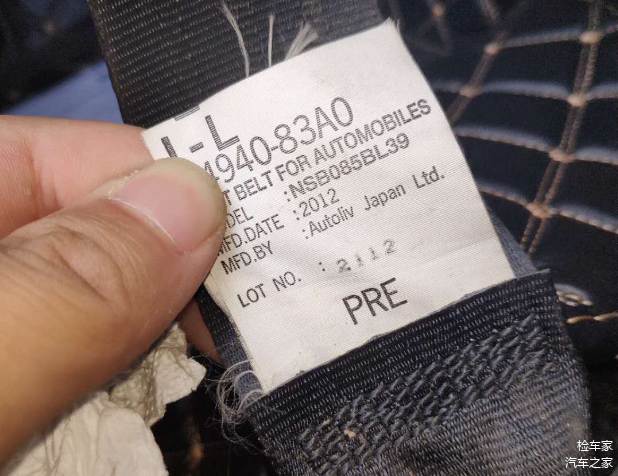 L-L
4940-83A0
T BELT FOR AUTOMOBILES
DEL :NSB085BL39
MFD.DATE :2012
MFD.BY :Autoliv Japan Ltd.
LOT NO. : 2112
PRE
检车家
汽车之家